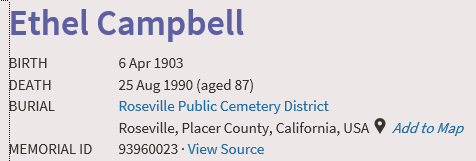 Ethel Campbell
BIRTH 6 Apr 1903
DEATH 25 Aug 1990 (aged 87)
BURIAL Roseville Public Cemetery District
Roseville, Placer County, California, USA Add to Map
MEMORIAL ID 93960023 · View Source